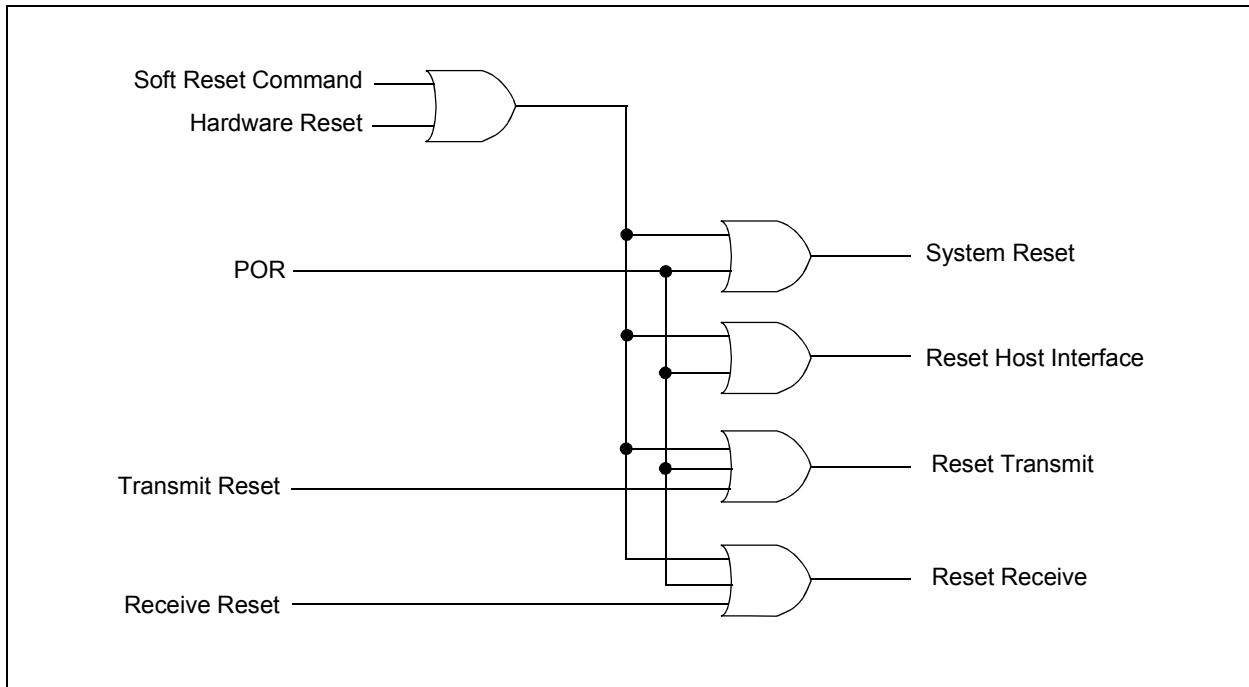 Soft Reset Command
Hardware Reset
POR
System Reset
Reset Host Interface
Reset Transmit
Transmit Reset
Reset Receive
Receive Reset